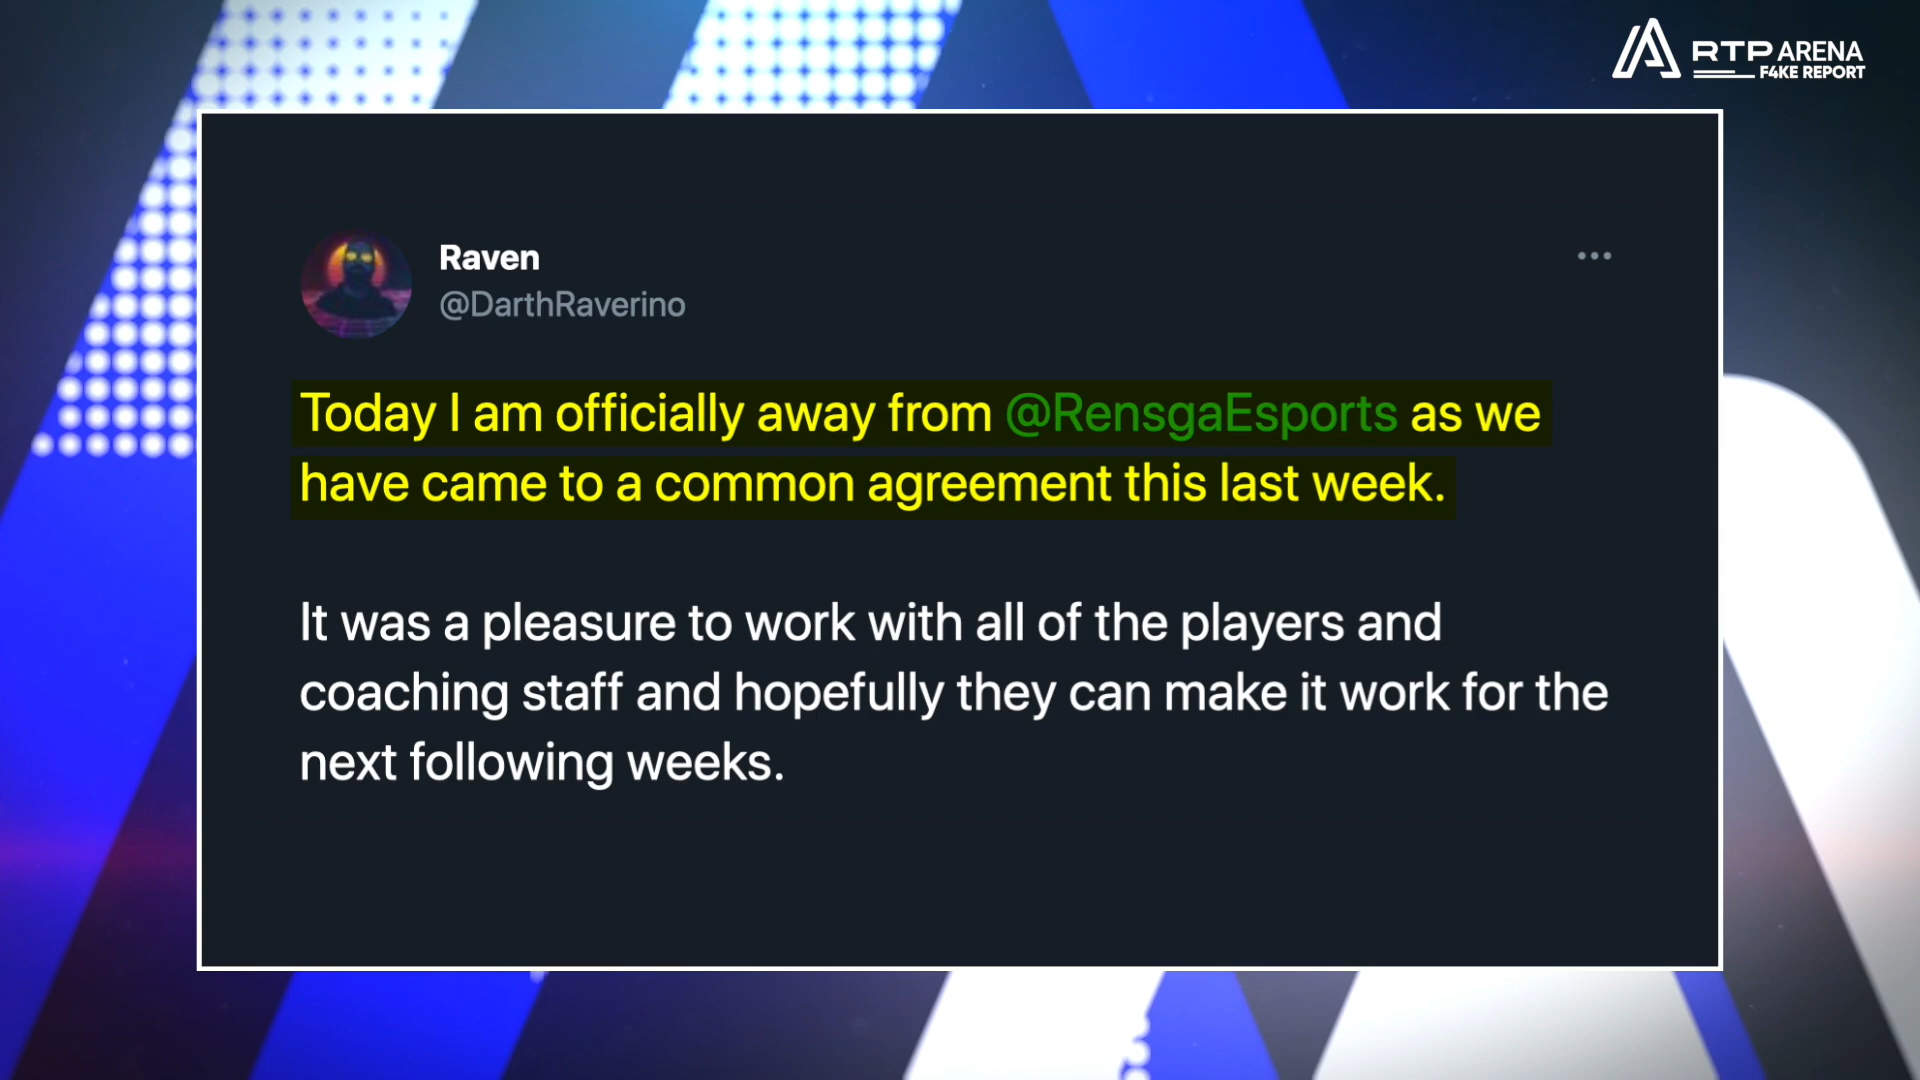 RTP ARENA
F4KE REPORT
Raven
@DarthRaverino
Today I am officially away from @RensgaEsports as we
have came to a common agreement this last week.
It was a pleasure to work with all of the players and
coaching staff and hopefully they can make it work for the
next following weeks.